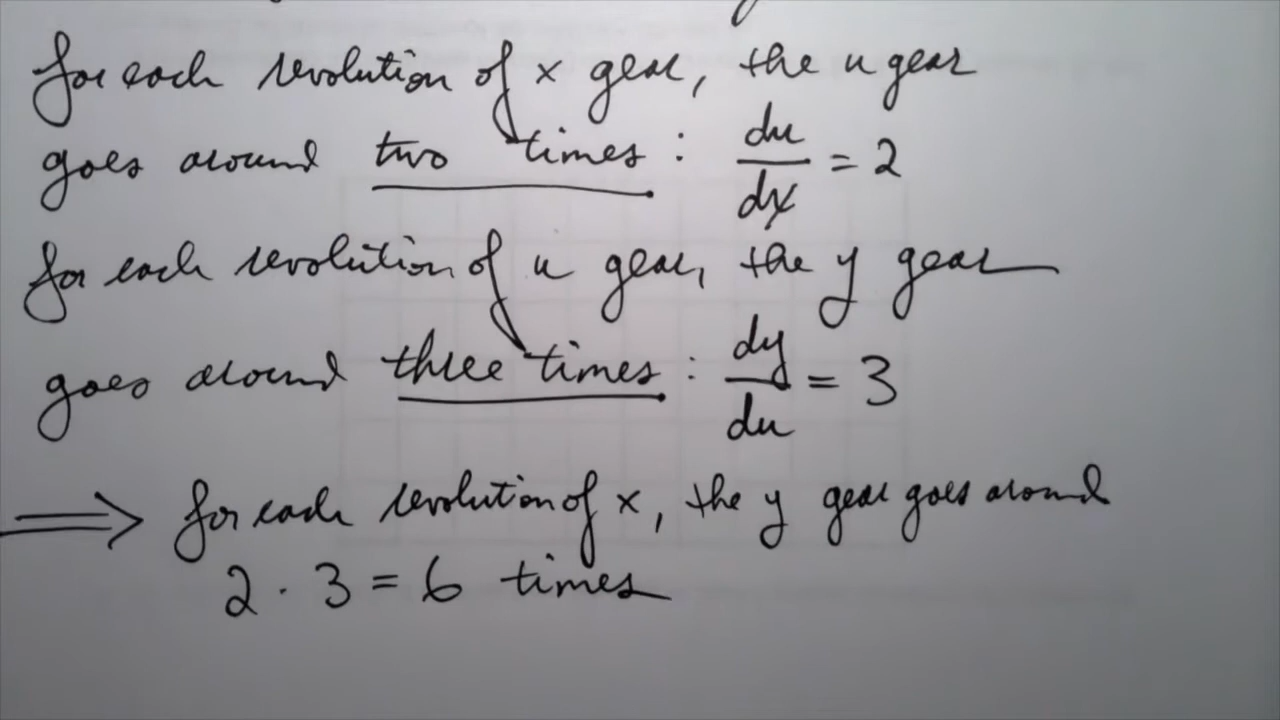 for each revolution of x gear, the u gear
goes around two times : du/dx = 2
for each revolution of u gear, the y gear
goes around three times : dy/du = 3
⟹ for each revolution of x, the y gear goes around
2 · 3 = 6 times